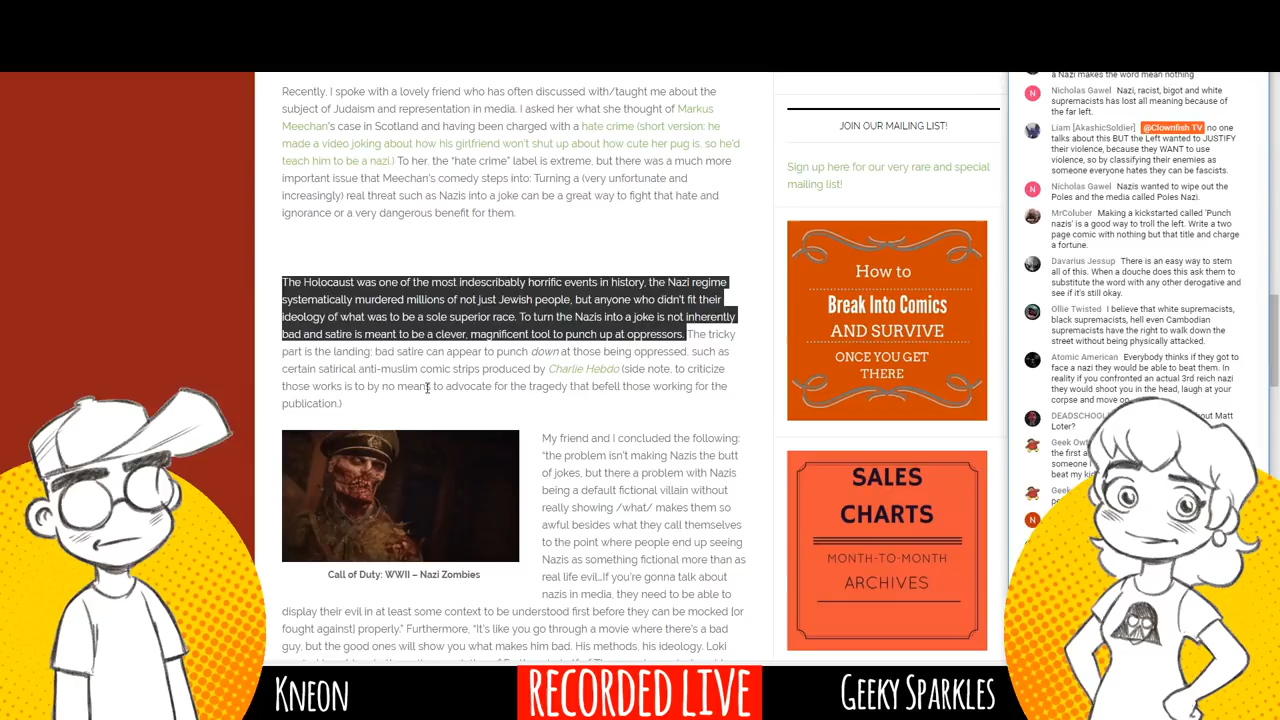 Recently, I spoke with a lovely friend who has often discussed with/taught me about the
subject of Judaism and representation in media. I asked her what she thought of Markus
Meechan's case in Scotland and having been charged with a hate crime (short version: he
made a video joking about how his girlfriend won't shut up about how cute her pug is, so he'd
teach him to be a nazi.) To her, the "hate crime" label is extreme, but there was a much more
important issue that Meechan's comedy steps into: Turning a (very unfortunate and
increasingly) real threat such as Nazis into a joke can be a great way to fight that hate and
ignorance or a very dangerous benefit for them.
The Holocaust was one of the most indescribably horrific events in history, the Nazi regime
systematically murdered millions of not just Jewish people, but anyone who didn't fit their
ideology of what was to be a sole superior race. To turn the Nazis into a joke is not inherently
bad and satire is meant to be a clever, magnificent tool to punch up at oppressors. The tricky
part is the landing; bad satire can appear to punch down at those being oppressed, such as
certain satirical anti-muslim comic strips produced by Charlie Hebdo (side note, to criticize
those works is to by no means to advocate for the tragedy that befell those working for the
publication.)
Call of Duty: WWII – Nazi Zombies
My friend and I concluded the following:
"the problem isn't making Nazis the butt
of jokes, but there a problem with Nazis
being a default fictional villain without
really showing /what/ makes them so
awful besides what they call themselves
to the point where people end up seeing
Nazis as something fictional more than as
real life evil...If you're gonna talk about
nazis in media, they need to be able to
display their evil in at least some context to be understood first before they can be mocked [or
fought against] properly." Furthermore, "It's like you go through a movie where there's a bad
guy, but the good ones will show you what makes him bad. His methods, his ideology. Loki
JOIN OUR MAILING LIST!
Sign up here for our very rare and special
mailing list!
How to
Break Into Comics
AND SURVIVE
ONCE YOU GET
THERE
SALES
CHARTS
MONTH-TO-MONTH
ARCHIVES
a Nazi makes the word mean nothing
N
Nicholas Gawel Nazi, racist, bigot and white
supremacists has lost all meaning because of
the far left.
Liam [AkashicSoldier] @Clownfish TV no one
talks about this BUT the Left wanted to JUSTIFY
their violence, because they WANT to use
violence, so by classifying their enemies as
someone everyone hates they can be fascists.
N
Nicholas Gawel Nazis wanted to wipe out the
Poles and the media called Poles Nazi.
MrColuber Making a kickstarted called 'Punch
nazis' is a good way to troll the left. Write a two
page comic with nothing but that title and charge
a fortune.
Davarius Jessup There is an easy way to stem
all of this. When a douche does this ask them to
substitute the word with any other derogative and
see if it's still okay.
Ollie Twisted I believe that white supremacists,
black supremacists, hell even Cambodian
supremacists have the right to walk down the
street without being physically attacked.
Atomic American Everybody thinks if they got to
face a nazi they would be able to beat them. In
reality if you confronted an actual 3rd reich nazi
they would shoot you in the head, laugh at your
corpse and move on
DEADSCHOOL out Matt
Loter?
Geek Owt
the first a
someone I
beat my ki
Geek
pe
N
KNEON
RECORDED LIVE
GEEKY SPARKLES